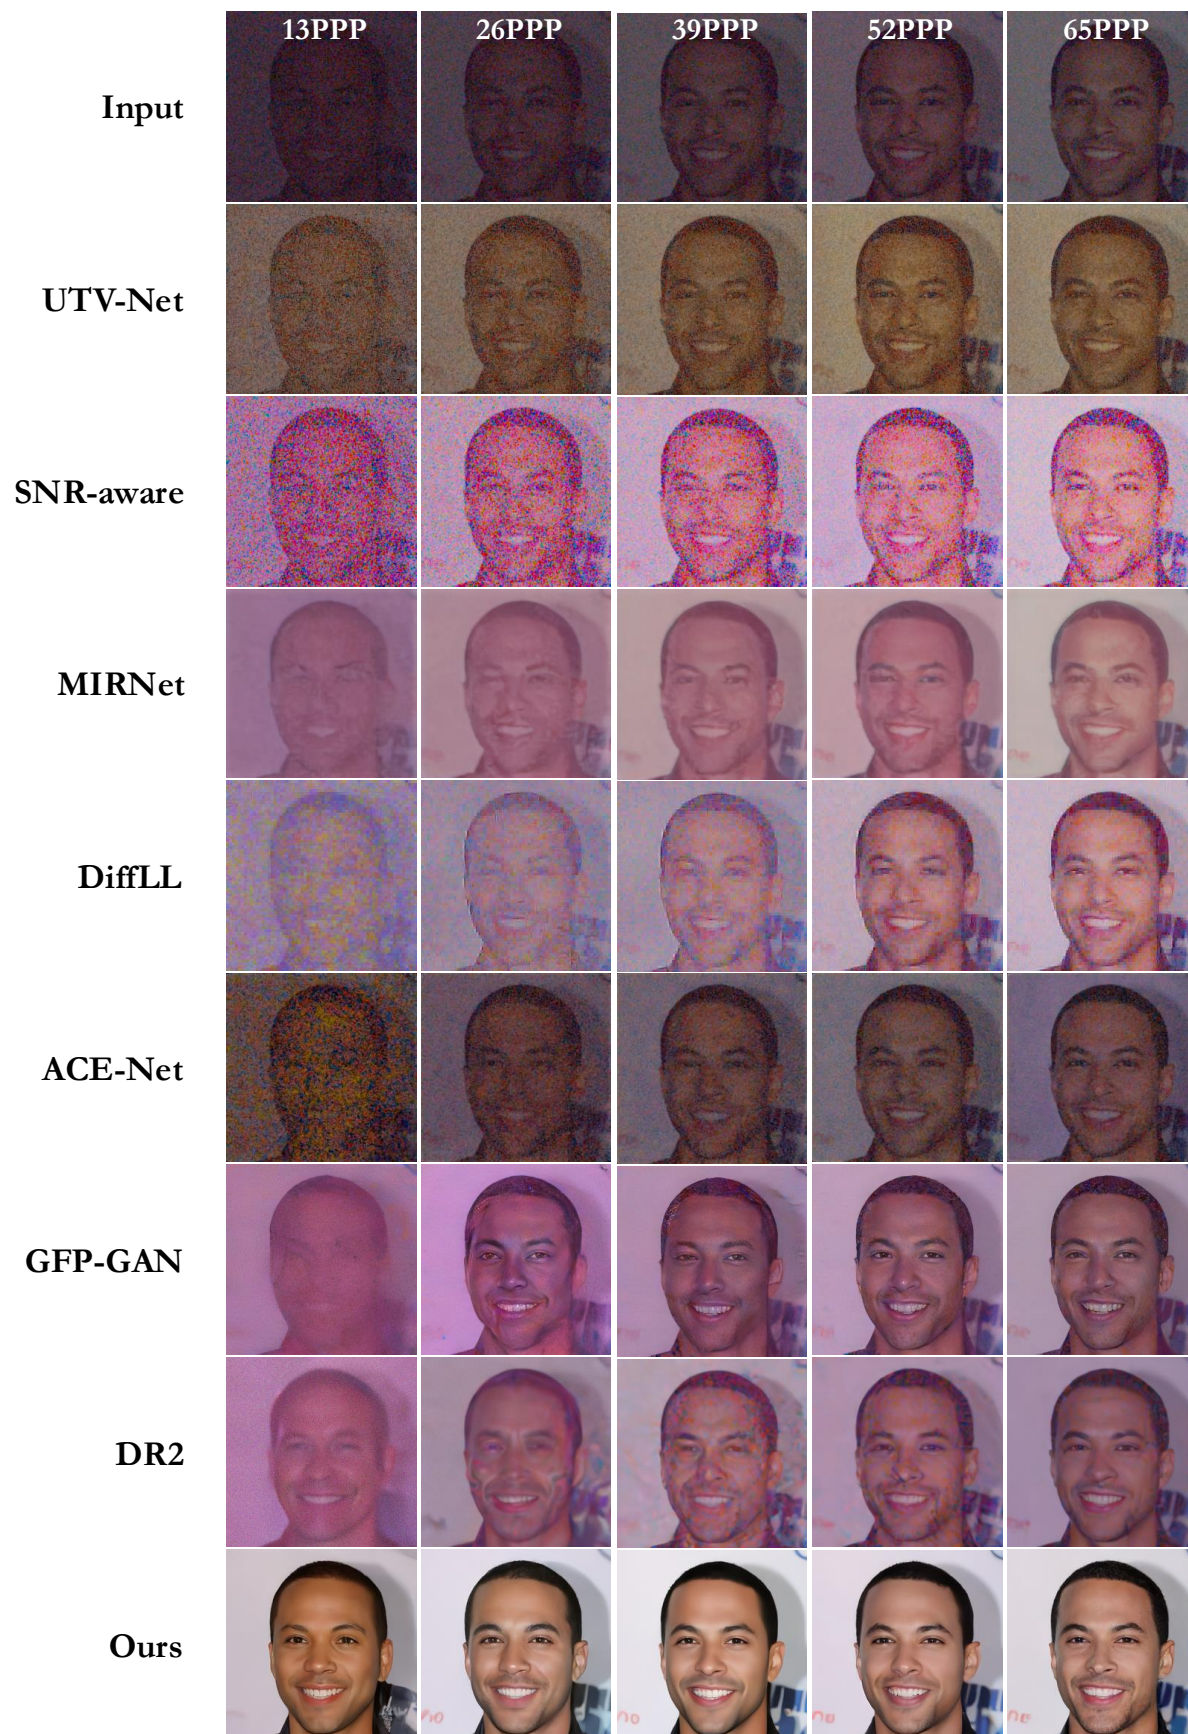 13PPP 26PPP 39PPP 52PPP 65PPP
Input
UTV-Net
SNR-aware
MIRNet
DiffLL
ACE-Net
GFP-GAN
DR2
Ours